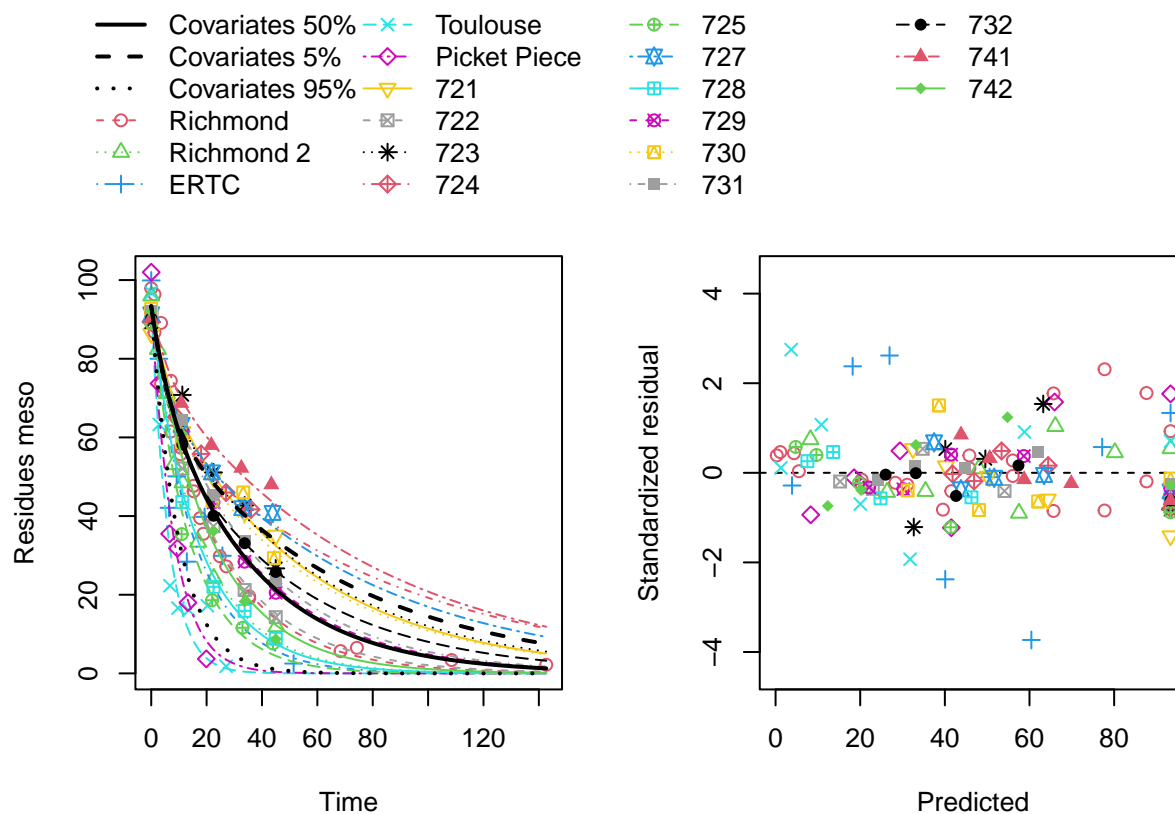 Covariates 50% Toulouse 725 732
Covariates 5% Picket Piece 727 741
Covariates 95% 721 728 742
Richmond 722 729
Richmond 2 723 730
ERTC 724 731
Residues meso
100
80
60
40
20
0
0 20 40 60 80 120
Time
Standardized residual
4
2
0
−2
−4
0 20 40 60 80
Predicted